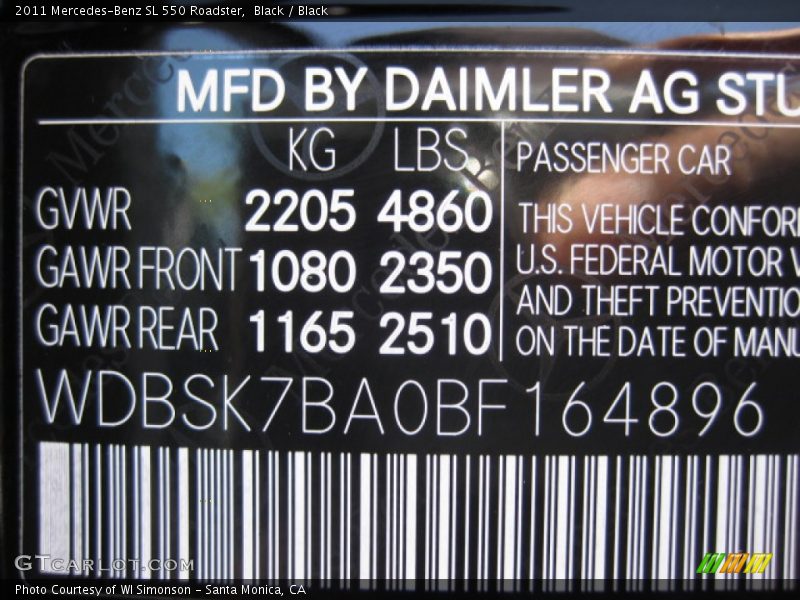 2011 Mercedes-Benz SL 550 Roadster,  Black / Black
MFD BY DAIMLER AG STU
KG LBS
GVWR 2205 4860
GAWR FRONT 1080 2350
GAWR REAR 1165 2510
PASSENGER CAR
THIS VEHICLE CONFOR
U.S. FEDERAL MOTOR V
AND THEFT PREVENTIO
ON THE DATE OF MANU
WDBSK7BA0BF164896
GTCARLOT.COM
Photo Courtesy of WI Simonson - Santa Monica, CA